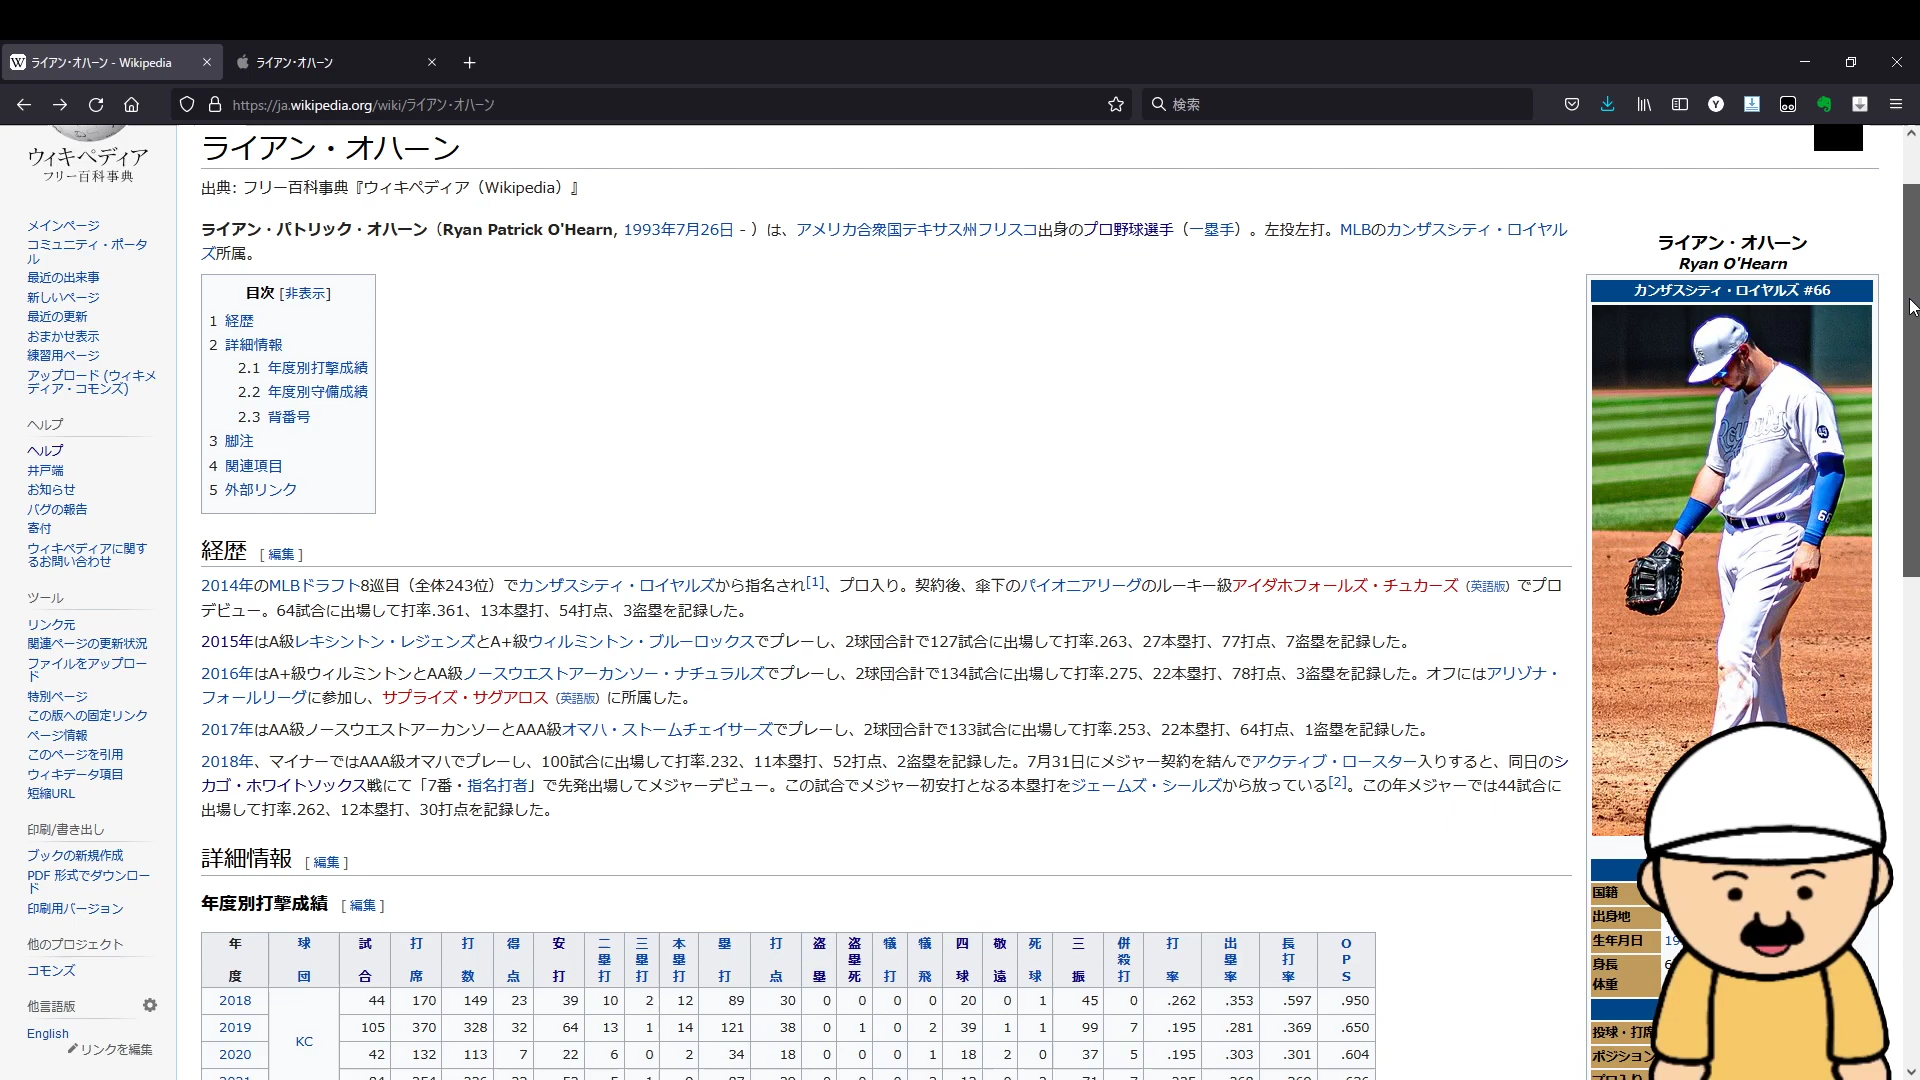 ライアン・オハーン - Wikipedia
ライアン・オハーン
https://ja.wikipedia.org/wiki/ライアン・オハーン
検索
ウィキペディア
フリー百科事典
メインページ
コミュニティ・ポータ
ル
最近の出来事
新しいページ
最近の更新
おまかせ表示
練習用ページ
アップロード (ウィキメ
ディア・コモンズ)
ヘルプ
ヘルプ
井戸端
お知らせ
バグの報告
寄付
ウィキペディアに関す
るお問い合わせ
ツール
リンク元
関連ページの更新状況
ファイルをアップロー
ド
特別ページ
この版への固定リンク
ページ情報
このページを引用
ウィキデータ項目
短縮URL
印刷/書き出し
ブックの新規作成
PDF 形式でダウンロー
ド
印刷用バージョン
他のプロジェクト
コモンズ
他言語版
English
リンクを編集
ライアン・オハーン
出典: フリー百科事典『ウィキペディア（Wikipedia）』
ライアン・パトリック・オハーン（Ryan Patrick O'Hearn, 1993年7月26日 - ）は、アメリカ合衆国テキサス州フリスコ出身のプロ野球選手（一塁手）。左投左打。MLBのカンザスシティ・ロイヤル
ズ所属。
目次 [非表示]
1 経歴
2 詳細情報
2.1 年度別打撃成績
2.2 年度別守備成績
2.3 背番号
3 脚注
4 関連項目
5 外部リンク
経歴 [ 編集 ]
2014年のMLBドラフト8巡目（全体243位）でカンザスシティ・ロイヤルズから指名され[1]、プロ入り。契約後、傘下のパイオニアリーグのルーキー級アイダホフォールズ・チュカーズ（英語版）でプロ
デビュー。64試合に出場して打率.361、13本塁打、54打点、3盗塁を記録した。
2015年はA級レキシントン・レジェンズとA+級ウィルミントン・ブルーロックスでプレーし、2球団合計で127試合に出場して打率.263、27本塁打、77打点、7盗塁を記録した。
2016年はA+級ウィルミントンとAA級ノースウエストアーカンソー・ナチュラルズでプレーし、2球団合計で134試合に出場して打率.275、22本塁打、78打点、3盗塁を記録した。オフにはアリゾナ・
フォールリーグに参加し、サプライズ・サグアロス（英語版）に所属した。
2017年はAA級ノースウエストアーカンソーとAAA級オマハ・ストームチェイサーズでプレーし、2球団合計で133試合に出場して打率.253、22本塁打、64打点、1盗塁を記録した。
2018年、マイナーではAAA級オマハでプレーし、100試合に出場して打率.232、11本塁打、52打点、2盗塁を記録した。7月31日にメジャー契約を結んでアクティブ・ロースター入りすると、同日のシ
カゴ・ホワイトソックス戦にて「7番・指名打者」で先発出場してメジャーデビュー。この試合でメジャー初安打となる本塁打をジェームズ・シールズから放っている[2]。この年メジャーでは44試合に
出場して打率.262、12本塁打、30打点を記録した。
詳細情報 [ 編集 ]
年度別打撃成績 [ 編集 ]
年度 球団 試合 打席 打数 得点 安打 二塁打 三塁打 本塁打 塁打 打点 盗塁 盗塁死 犠打 犠飛 四球 敬遠 死球 三振 併殺打 打率 出塁率 長打率 OPS
2018 44 170 149 23 39 10 2 12 89 30 0 0 0 0 20 0 1 45 0 .262 .353 .597 .950
2019 105 370 328 32 64 13 1 14 121 38 0 1 0 2 39 1 1 99 7 .195 .281 .369 .650
KC
2020 42 132 113 7 22 6 0 2 34 18 0 0 0 1 18 2 0 37 5 .195 .303 .301 .604
ライアン・オハーン
Ryan O'Hearn
カンザスシティ・ロイヤルズ #66
Royals
66
国籍
出身地
生年月日 19
身長
体重
投球・打席
ポジション
プロ入り